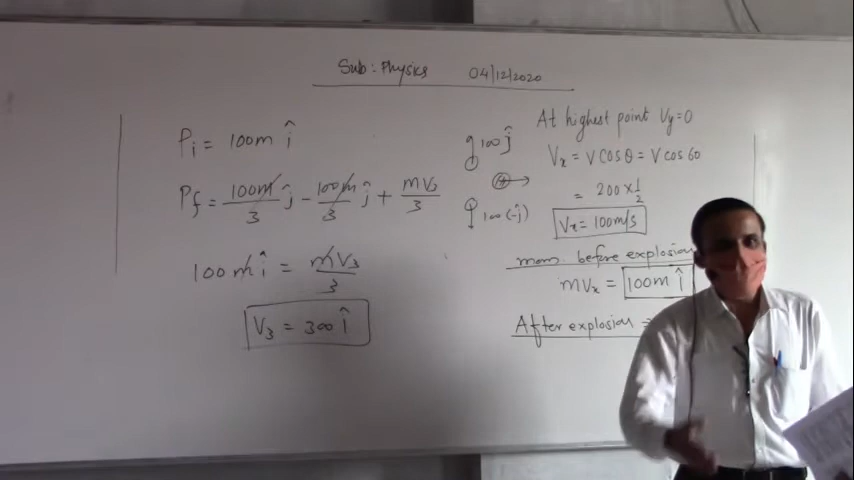 Sub: Physics 04/12/2020
Pi = 100m î
Pf = 100m/3 ĵ - 100m/3 ĵ + mV3/3
100 m î = mV3/3
V3 = 300 î
100 ĵ
100(-ĵ)
At highest point Vy=0
Vx = V cos θ = V cos 60
= 200 × 1/2
Vx = 100m/s
mom. before explosion
mVx = 100m î
After explosion